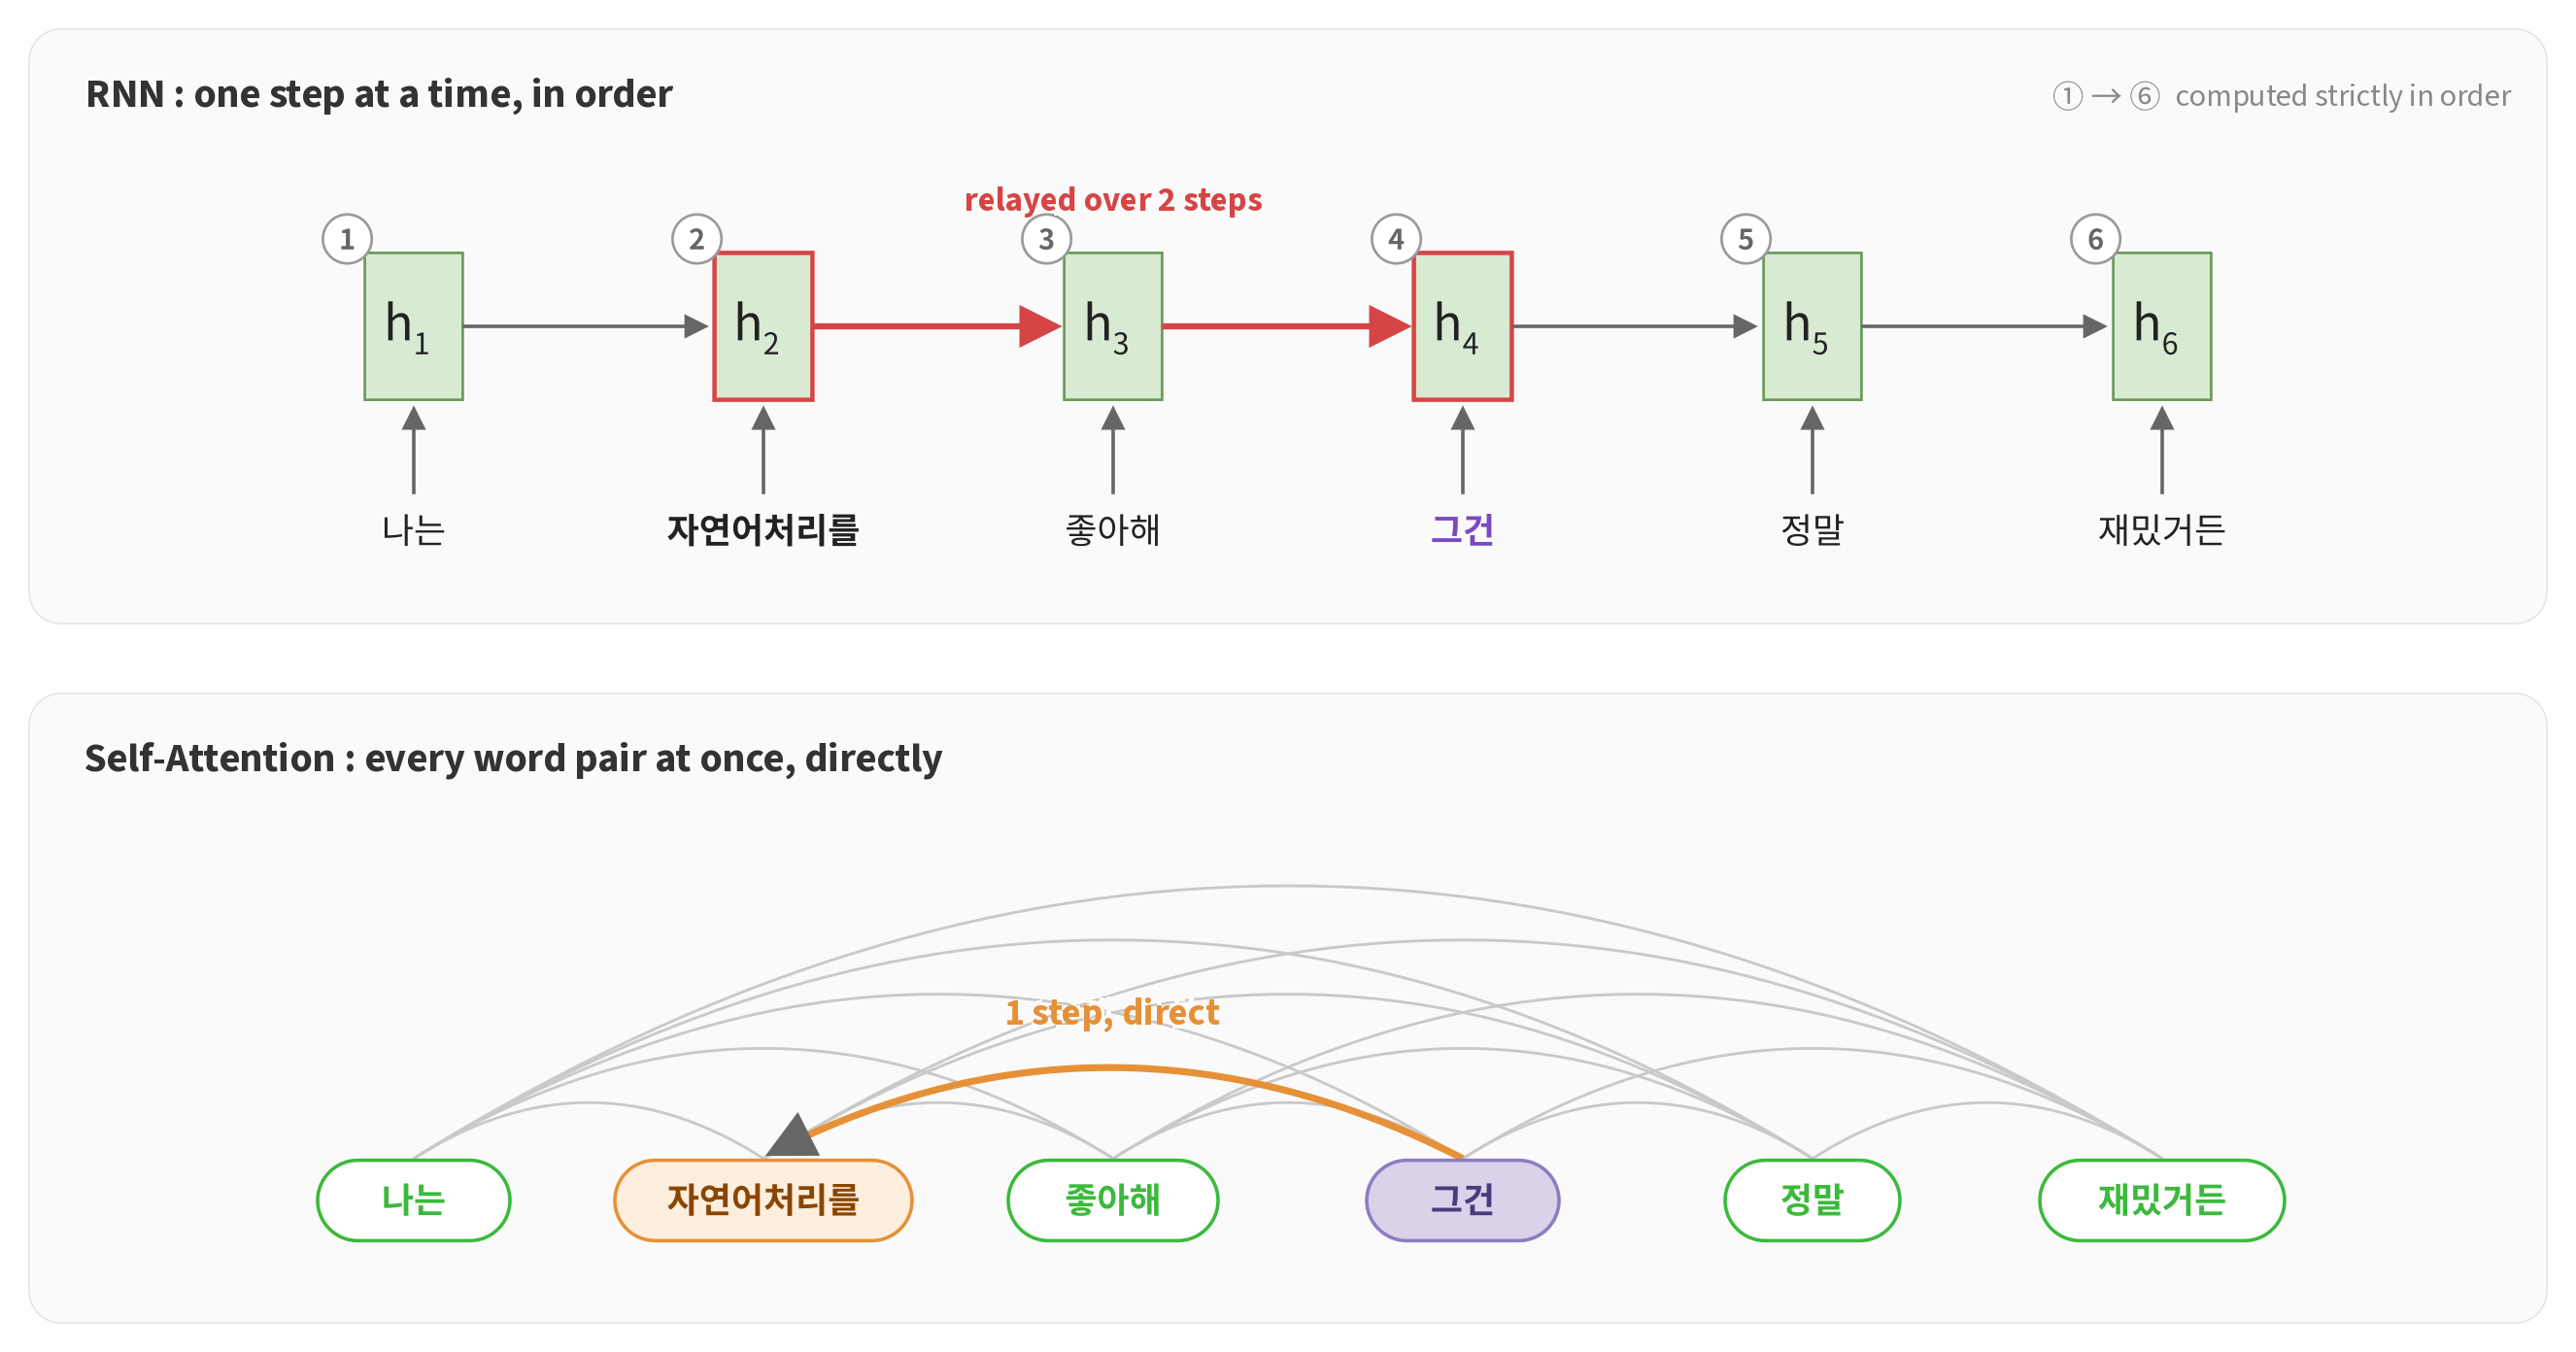 RNN : one step at a time, in order
① → ⑥ computed strictly in order
relayed over 2 steps
1 2 3 4 5 6
h1 h2 h3 h4 h5 h6
나는 자연어처리를 좋아해 그건 정말 재밌거든
Self-Attention : every word pair at once, directly
1 step, direct
나는 자연어처리를 좋아해 그건 정말 재밌거든